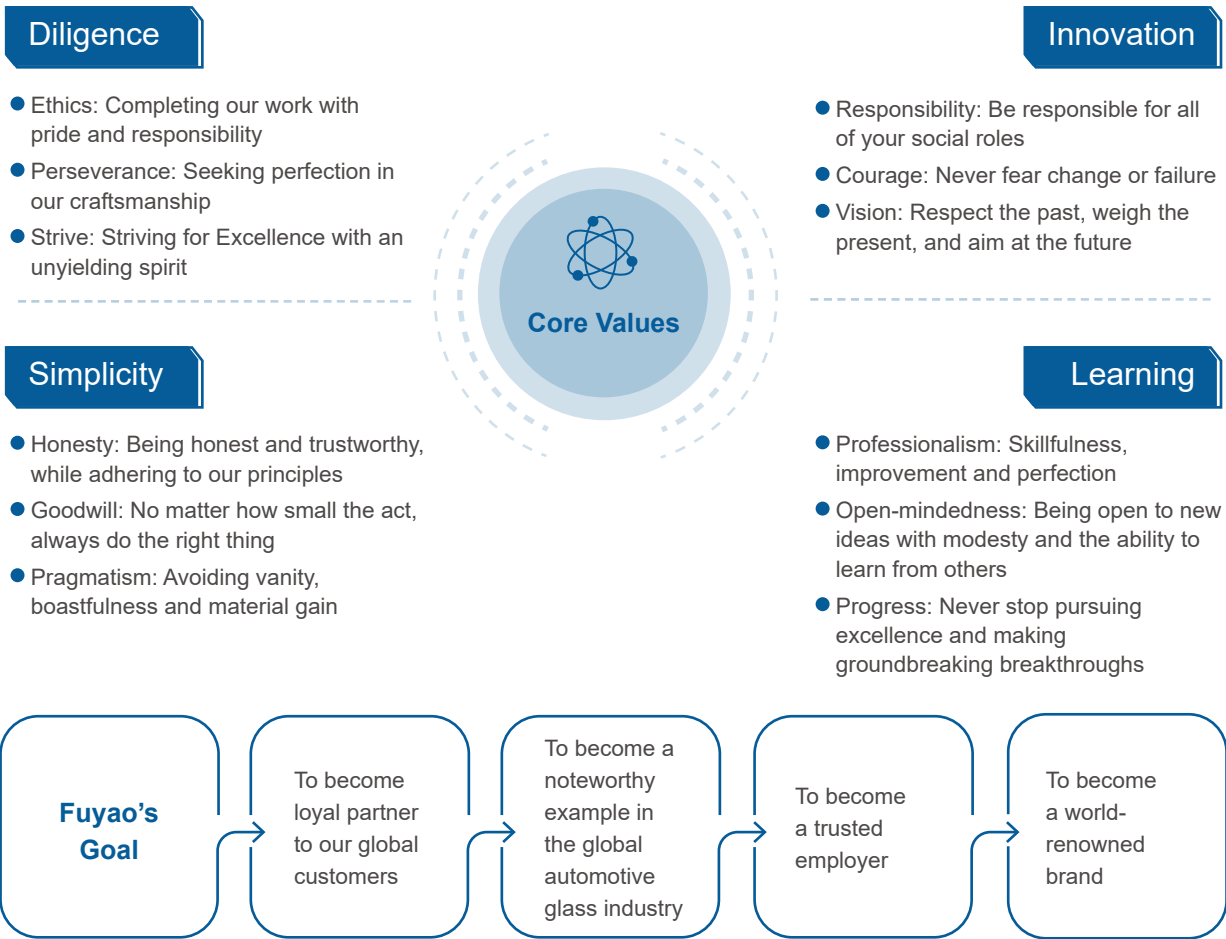 Diligence
Ethics: Completing our work with
pride and responsibility
Perseverance: Seeking perfection in
our craftsmanship
Strive: Striving for Excellence with an
unyielding spirit
Innovation
Responsibility: Be responsible for all
of your social roles
Courage: Never fear change or failure
Vision: Respect the past, weigh the
present, and aim at the future
Core Values
Simplicity
Honesty: Being honest and trustworthy,
while adhering to our principles
Goodwill: No matter how small the act,
always do the right thing
Pragmatism: Avoiding vanity,
boastfulness and material gain
Learning
Professionalism: Skillfulness,
improvement and perfection
Open-mindedness: Being open to new
ideas with modesty and the ability to
learn from others
Progress: Never stop pursuing
excellence and making
groundbreaking breakthroughs
Fuyao’s
Goal
To become
loyal partner
to our global
customers
To become a
noteworthy
example in
the global
automotive
glass industry
To become
a trusted
employer
To become
a world-
renowned
brand